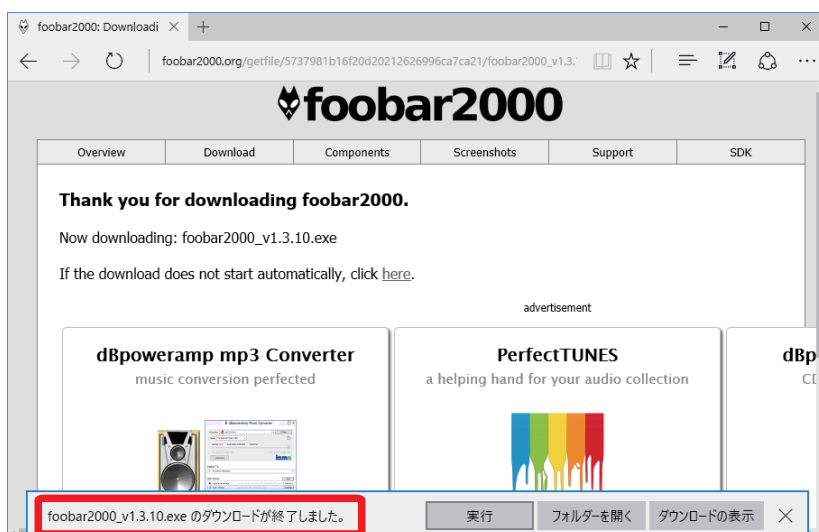 foobar2000: Downloadi
foobar2000.org/getfile/5737981b16f20d20212626996ca7ca21/foobar2000_v1.3.
foobar2000
Overview Download Components Screenshots Support SDK
Thank you for downloading foobar2000.
Now downloading: foobar2000_v1.3.10.exe
If the download does not start automatically, click here.
advertisement
dBpoweramp mp3 Converter
music conversion perfected
PerfectTUNES
a helping hand for your audio collection
dBp
CD
foobar2000_v1.3.10.exe のダウンロードが終了しました。
実行 フォルダーを開く ダウンロードの表示